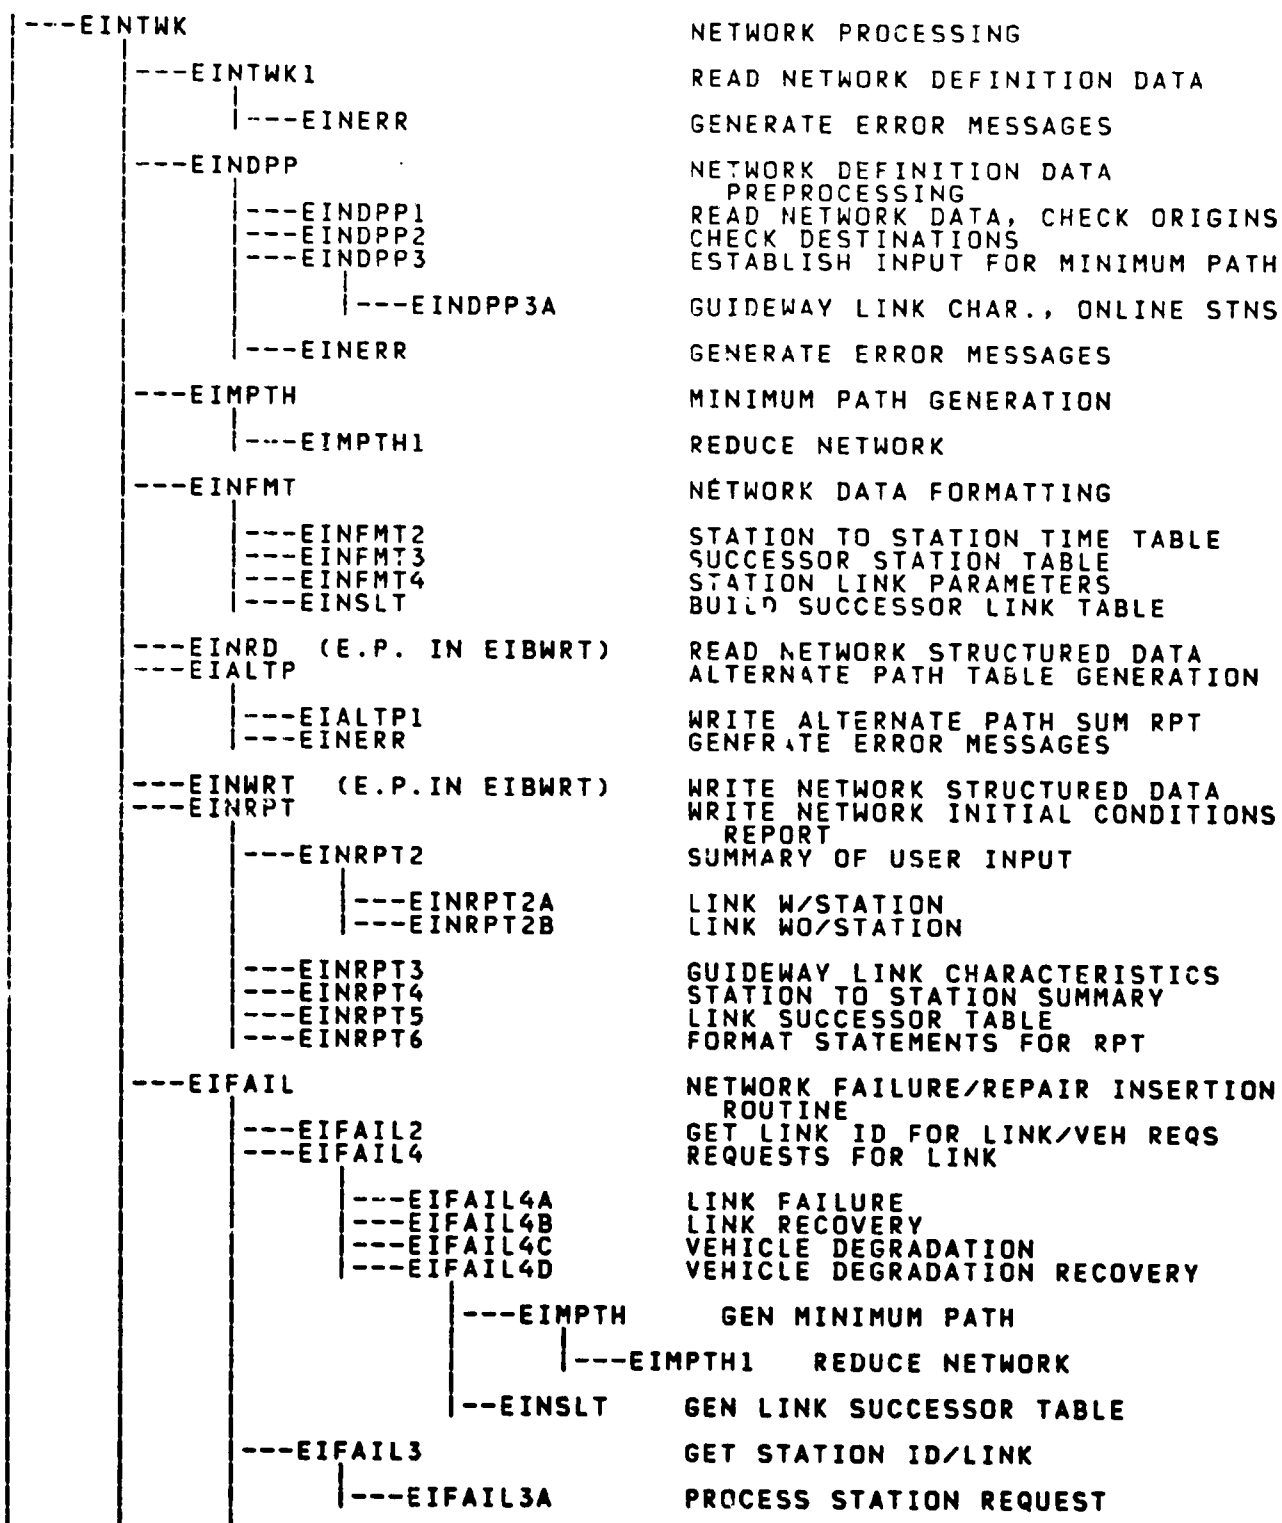 |---EINTWK NETWORK PROCESSING
|---EINTWK1 READ NETWORK DEFINITION DATA
|---EINERR GENERATE ERROR MESSAGES
|---EINDPP NETWORK DEFINITION DATA
PREPROCESSING
|---EINDPP1 READ NETWORK DATA, CHECK ORIGINS
|---EINDPP2 CHECK DESTINATIONS
|---EINDPP3 ESTABLISH INPUT FOR MINIMUM PATH
|---EINDPP3A GUIDEWAY LINK CHAR., ONLINE STNS
|---EINERR GENERATE ERROR MESSAGES
|---EIMPTH MINIMUM PATH GENERATION
|---EIMPTH1 REDUCE NETWORK
|---EINFMT NETWORK DATA FORMATTING
|---EINFMT2 STATION TO STATION TIME TABLE
|---EINFMT3 SUCCESSOR STATION TABLE
|---EINFMT4 STATION LINK PARAMETERS
|---EINSLT BUILD SUCCESSOR LINK TABLE
|---EINRD (E.P. IN EIBWRT) READ NETWORK STRUCTURED DATA
|---EIALTP ALTERNATE PATH TABLE GENERATION
|---EIALTP1 WRITE ALTERNATE PATH SUM RPT
|---EINERR GENERATE ERROR MESSAGES
|---EINWRT (E.P.IN EIBWRT) WRITE NETWORK STRUCTURED DATA
|---EINRPT WRITE NETWORK INITIAL CONDITIONS
REPORT
|---EINRPT2 SUMMARY OF USER INPUT
|---EINRPT2A LINK W/STATION
|---EINRPT2B LINK WO/STATION
|---EINRPT3 GUIDEWAY LINK CHARACTERISTICS
|---EINRPT4 STATION TO STATION SUMMARY
|---EINRPT5 LINK SUCCESSOR TABLE
|---EINRPT6 FORMAT STATEMENTS FOR RPT
|---EIFAIL NETWORK FAILURE/REPAIR INSERTION
ROUTINE
|---EIFAIL2 GET LINK ID FOR LINK/VEH REQS
|---EIFAIL4 REQUESTS FOR LINK
|---EIFAIL4A LINK FAILURE
|---EIFAIL4B LINK RECOVERY
|---EIFAIL4C VEHICLE DEGRADATION
|---EIFAIL4D VEHICLE DEGRADATION RECOVERY
|---EIMPTH GEN MINIMUM PATH
|---EIMPTH1 REDUCE NETWORK
|--EINSLT GEN LINK SUCCESSOR TABLE
|---EIFAIL3 GET STATION ID/LINK
|---EIFAIL3A PROCESS STATION REQUEST